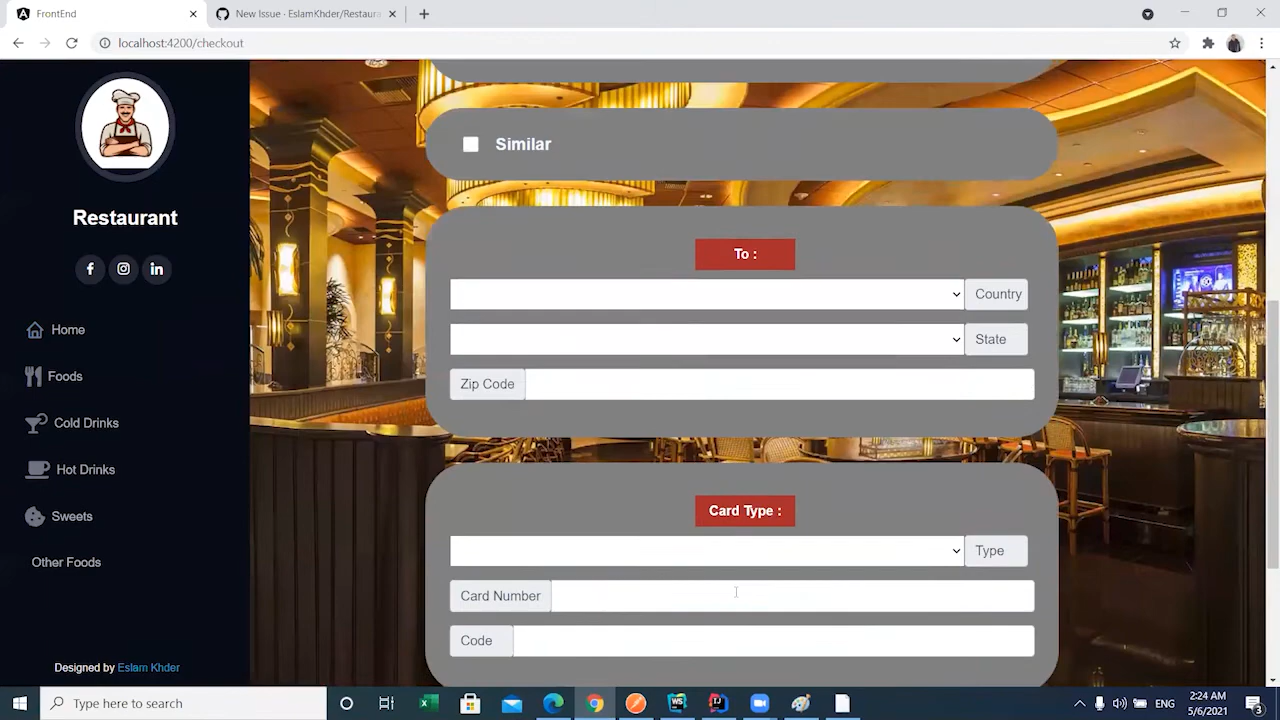 FrontEnd
New Issue · EslamKhder/Restaura
localhost:4200/checkout
Restaurant
Home
Foods
Cold Drinks
Hot Drinks
Sweets
Other Foods
Designed by Eslam Khder
Similar
To :
Country
State
Zip Code
Card Type :
Type
Card Number
Code
Type here to search
ENG
2:24 AM
5/6/2021
3